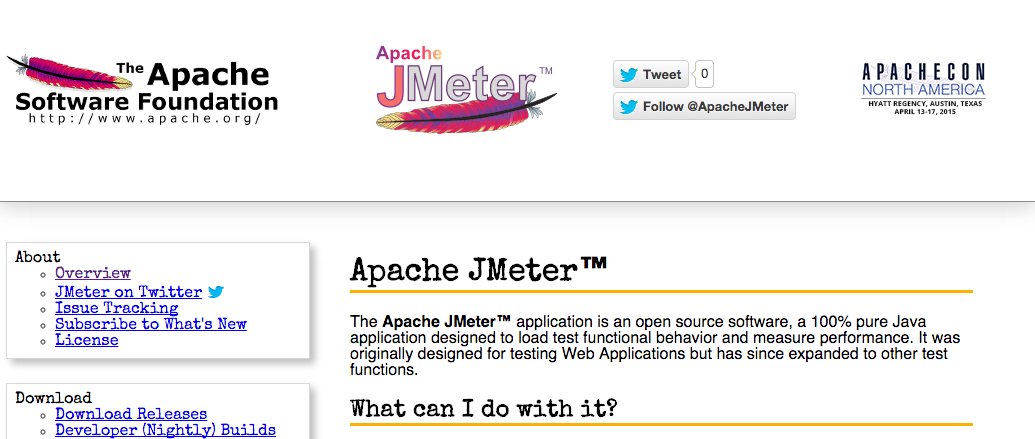 The Apache
Software Foundation
http://www.apache.org/
Apache
JMeter™
Tweet 0
Follow @ApacheJMeter
APACHECON
NORTH AMERICA
HYATT REGENCY, AUSTIN, TEXAS
APRIL 13-17, 2015
About
Overview
JMeter on Twitter
Issue Tracking
Subscribe to What's New
License
Download
Download Releases
Developer (Nightly) Builds
Apache JMeter™
The Apache JMeter™ application is an open source software, a 100% pure Java
application designed to load test functional behavior and measure performance. It was
originally designed for testing Web Applications but has since expanded to other test
functions.
What can I do with it?